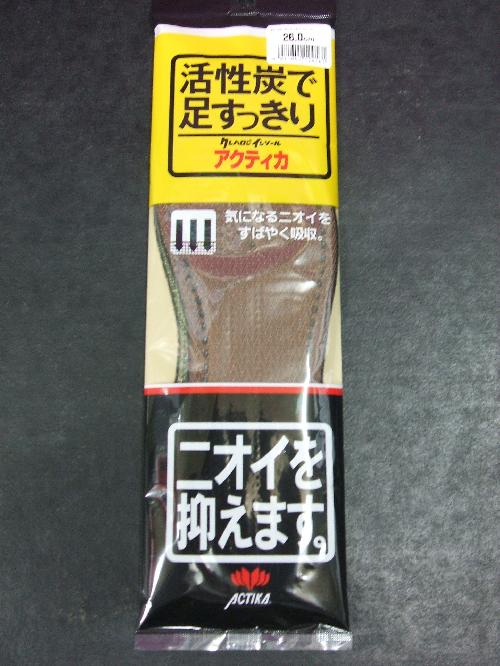 26.0cm
活性炭で
足すっきり
クレハロン インソール
アクティカ
気になるニオイを
すばやく吸収。
ニオイを
抑えます。
ACTIKA